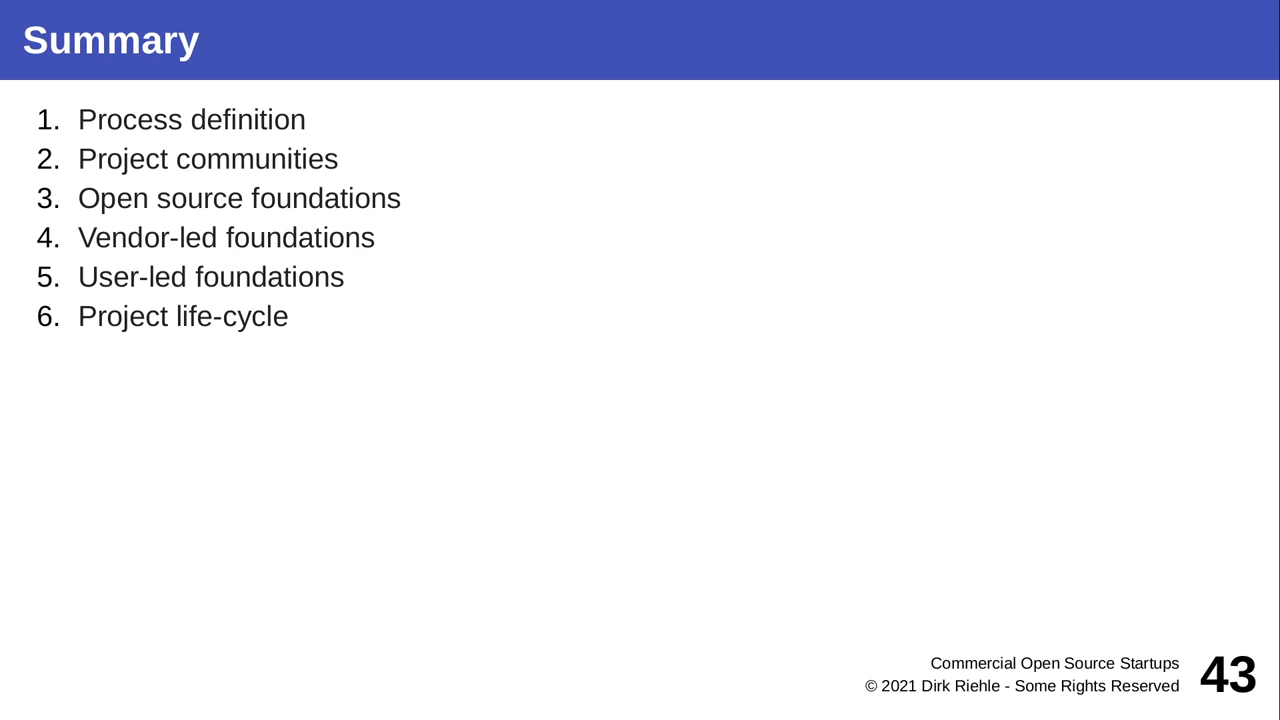 Summary
1. Process definition
2. Project communities
3. Open source foundations
4. Vendor-led foundations
5. User-led foundations
6. Project life-cycle
Commercial Open Source Startups
© 2021 Dirk Riehle - Some Rights Reserved
43